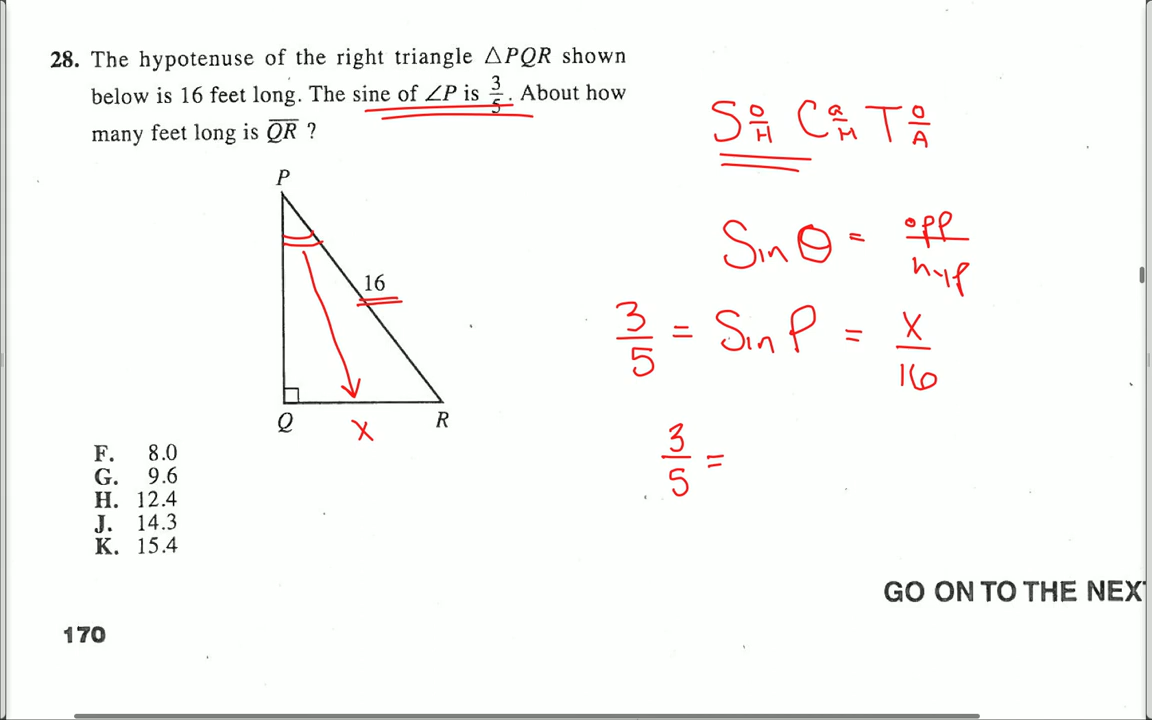 28. The hypotenuse of the right triangle △PQR shown
below is 16 feet long. The sine of ∠P is 3/5. About how
many feet long is QR ?
S O/H C A/H T O/A
P
Sin θ = opp/hyp
16
3/5 = Sin P = x/16
Q
x
R
3/5 =
F. 8.0
G. 9.6
H. 12.4
J. 14.3
K. 15.4
GO ON TO THE NEX
170